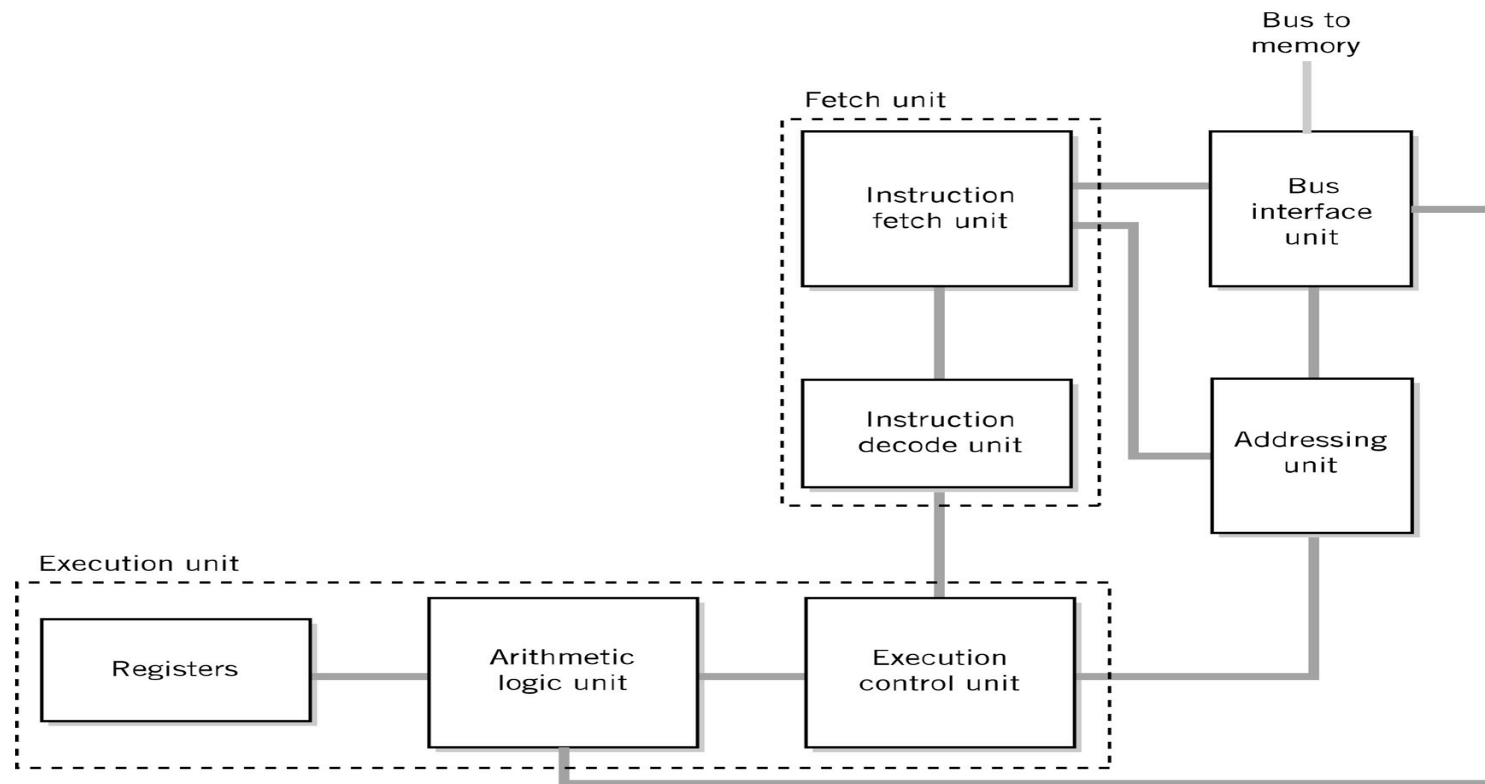 Bus to
memory
Fetch unit
Instruction
fetch unit
Bus
interface
unit
Instruction
decode unit
Addressing
unit
Execution unit
Registers
Arithmetic
logic unit
Execution
control unit